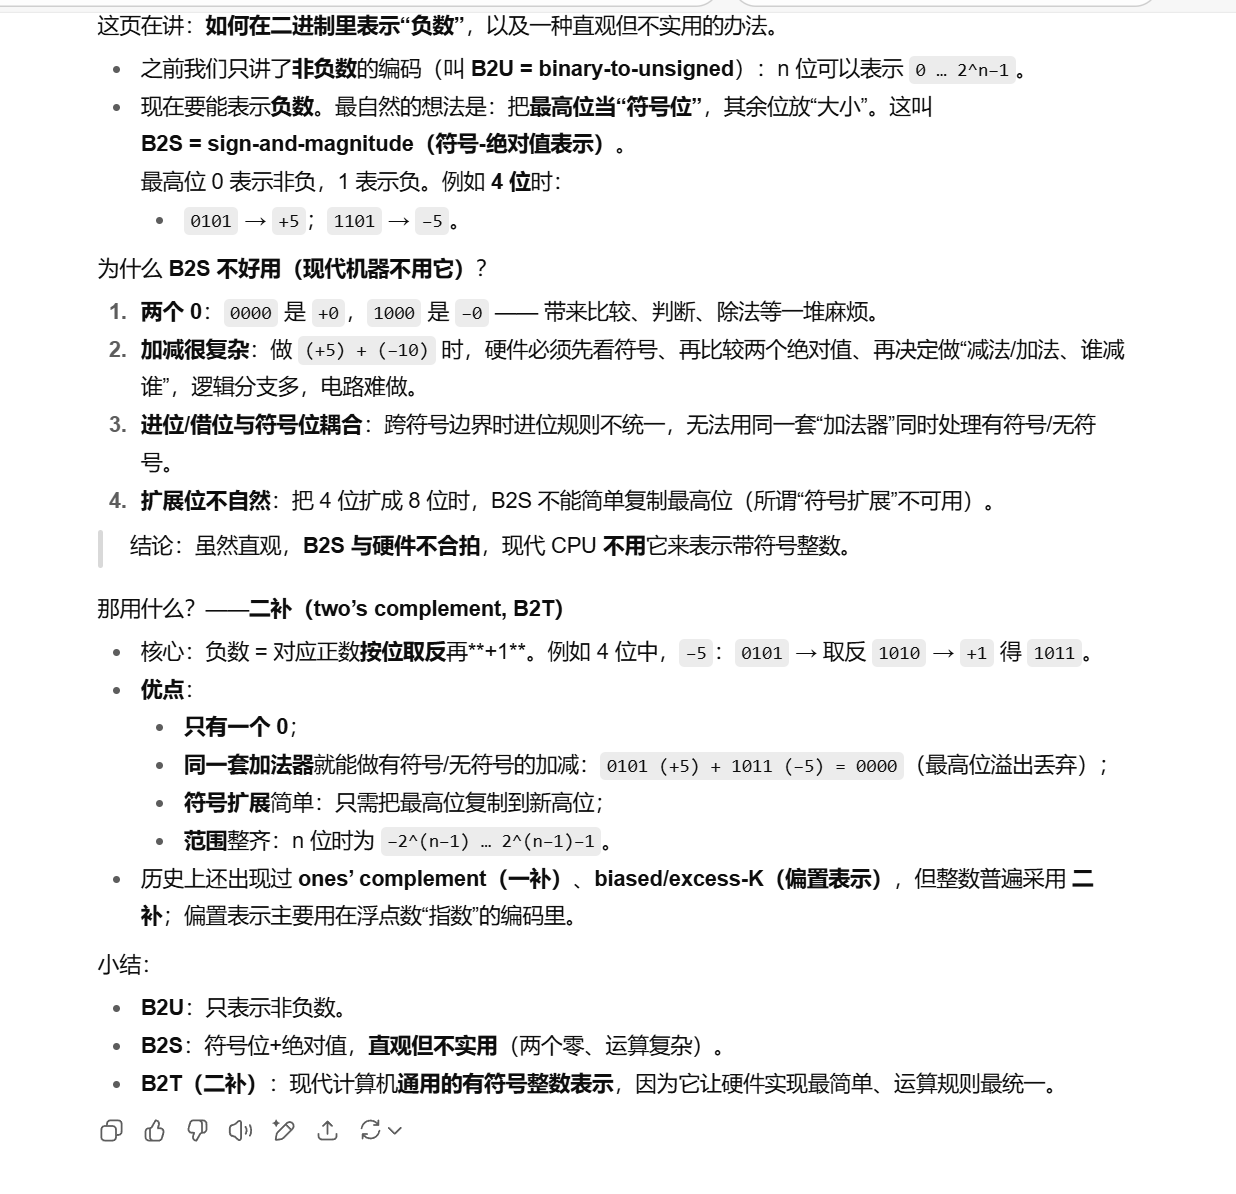 这页在讲：如何在二进制里表示“负数”，以及一种直观但不实用的办法。
• 之前我们只讲了非负数的编码（叫 B2U = binary-to-unsigned）：n 位可以表示 0 … 2^n−1。
• 现在要能表示负数。最自然的想法是：把最高位当“符号位”，其余位放“大小”。这叫
B2S = sign-and-magnitude（符号-绝对值表示）。
最高位 0 表示非负，1 表示负。例如 4 位时：
• 0101 → +5；1101 → −5。
为什么 B2S 不好用（现代机器不用它）？
1. 两个 0：0000 是 +0，1000 是 −0 —— 带来比较、判断、除法等一堆麻烦。
2. 加减很复杂：做 (+5) + (−10) 时，硬件必须先看符号、再比较两个绝对值、再决定做“减法/加法、谁减
谁”，逻辑分支多，电路难做。
3. 进位/借位与符号位耦合：跨符号边界时进位规则不统一，无法用同一套“加法器”同时处理有符号/无符
号。
4. 扩展位不自然：把 4 位扩成 8 位时，B2S 不能简单复制最高位（所谓“符号扩展”不可用）。
结论：虽然直观，B2S 与硬件不合拍，现代 CPU 不用它来表示带符号整数。
那用什么？——二补（two’s complement, B2T）
• 核心：负数 = 对应正数按位取反再**+1**。例如 4 位中，−5：0101 → 取反 1010 → +1 得 1011。
• 优点：
• 只有一个 0；
• 同一套加法器就能做有符号/无符号的加减：0101 (+5) + 1011 (−5) = 0000（最高位溢出丢弃）；
• 符号扩展简单：只需把最高位复制到新高位；
• 范围整齐：n 位时为 −2^(n−1) … 2^(n−1)−1。
• 历史上还出现过 ones’ complement（一补）、biased/excess-K（偏置表示），但整数普遍采用 二
补；偏置表示主要用在浮点数“指数”的编码里。
小结：
• B2U：只表示非负数。
• B2S：符号位+绝对值，直观但不实用（两个零、运算复杂）。
• B2T（二补）：现代计算机通用的有符号整数表示，因为它让硬件实现最简单、运算规则最统一。